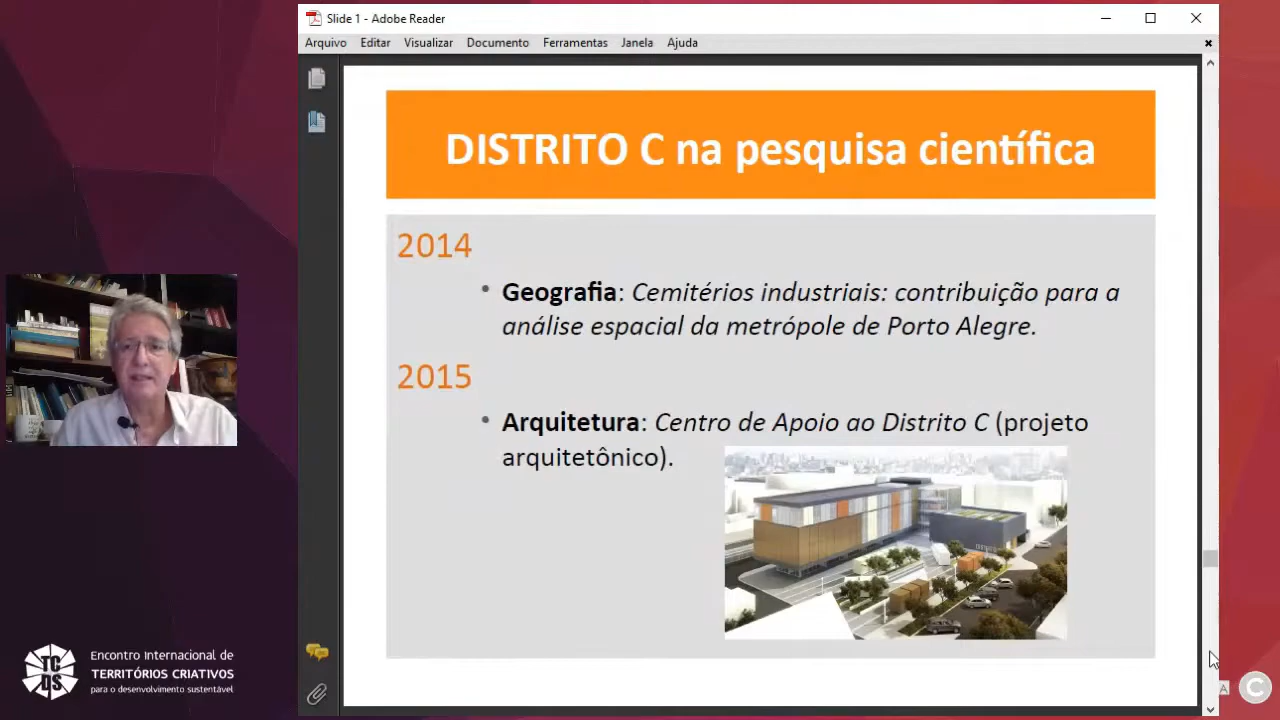 Slide 1 - Adobe Reader
Arquivo Editar Visualizar Documento Ferramentas Janela Ajuda
DISTRITO C na pesquisa científica
2014
• Geografia: Cemitérios industriais: contribuição para a
análise espacial da metrópole de Porto Alegre.
2015
• Arquitetura: Centro de Apoio ao Distrito C (projeto
arquitetônico).
TC
DS
Encontro Internacional de
TERRITÓRIOS CRIATIVOS
para o desenvolvimento sustentável
A
C